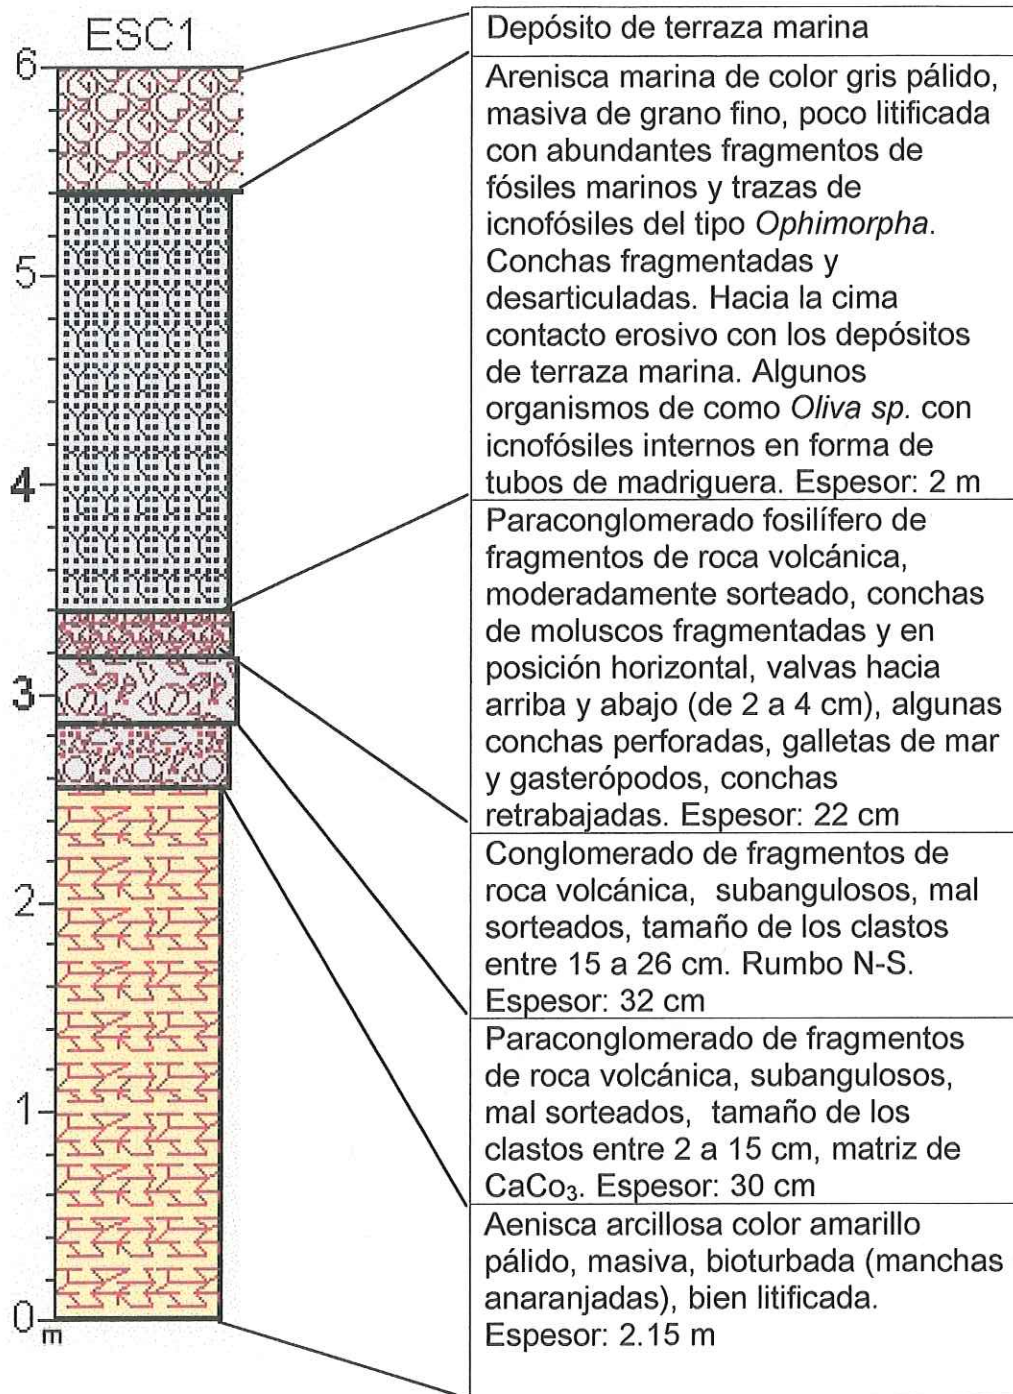 ESC1
6
5
4
3
2
1
0
m
Depósito de terraza marina
Arenisca marina de color gris pálido,
masiva de grano fino, poco litificada
con abundantes fragmentos de
fósiles marinos y trazas de
icnofósiles del tipo Ophimorpha.
Conchas fragmentadas y
desarticuladas. Hacia la cima
contacto erosivo con los depósitos
de terraza marina. Algunos
organismos de como Oliva sp. con
icnofósiles internos en forma de
tubos de madriguera. Espesor: 2 m
Paraconglomerado fosilífero de
fragmentos de roca volcánica,
moderadamente sorteado, conchas
de moluscos fragmentadas y en
posición horizontal, valvas hacia
arriba y abajo (de 2 a 4 cm), algunas
conchas perforadas, galletas de mar
y gasterópodos, conchas
retrabajadas. Espesor: 22 cm
Conglomerado de fragmentos de
roca volcánica, subangulosos, mal
sorteados, tamaño de los clastos
entre 15 a 26 cm. Rumbo N-S.
Espesor: 32 cm
Paraconglomerado de fragmentos
de roca volcánica, subangulosos,
mal sorteados, tamaño de los
clastos entre 2 a 15 cm, matriz de
CaCo₃. Espesor: 30 cm
Aenisca arcillosa color amarillo
pálido, masiva, bioturbada (manchas
anaranjadas), bien litificada.
Espesor: 2.15 m